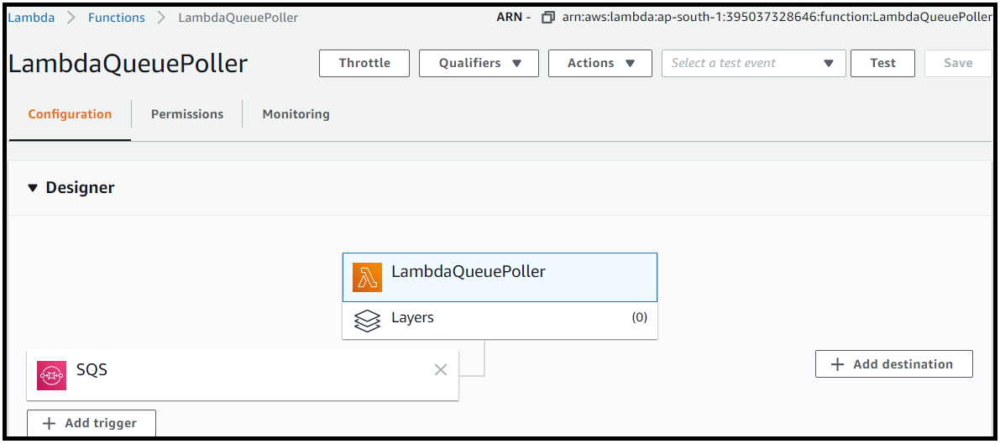 Lambda Functions LambdaQueuePoller ARN - arn:aws:lambda:ap-south-1:395037328646:function:LambdaQueuePoller
LambdaQueuePoller Throttle Qualifiers Actions Select a test event Test Save
Configuration Permissions Monitoring
Designer
LambdaQueuePoller
Layers (0)
SQS
Add destination
Add trigger